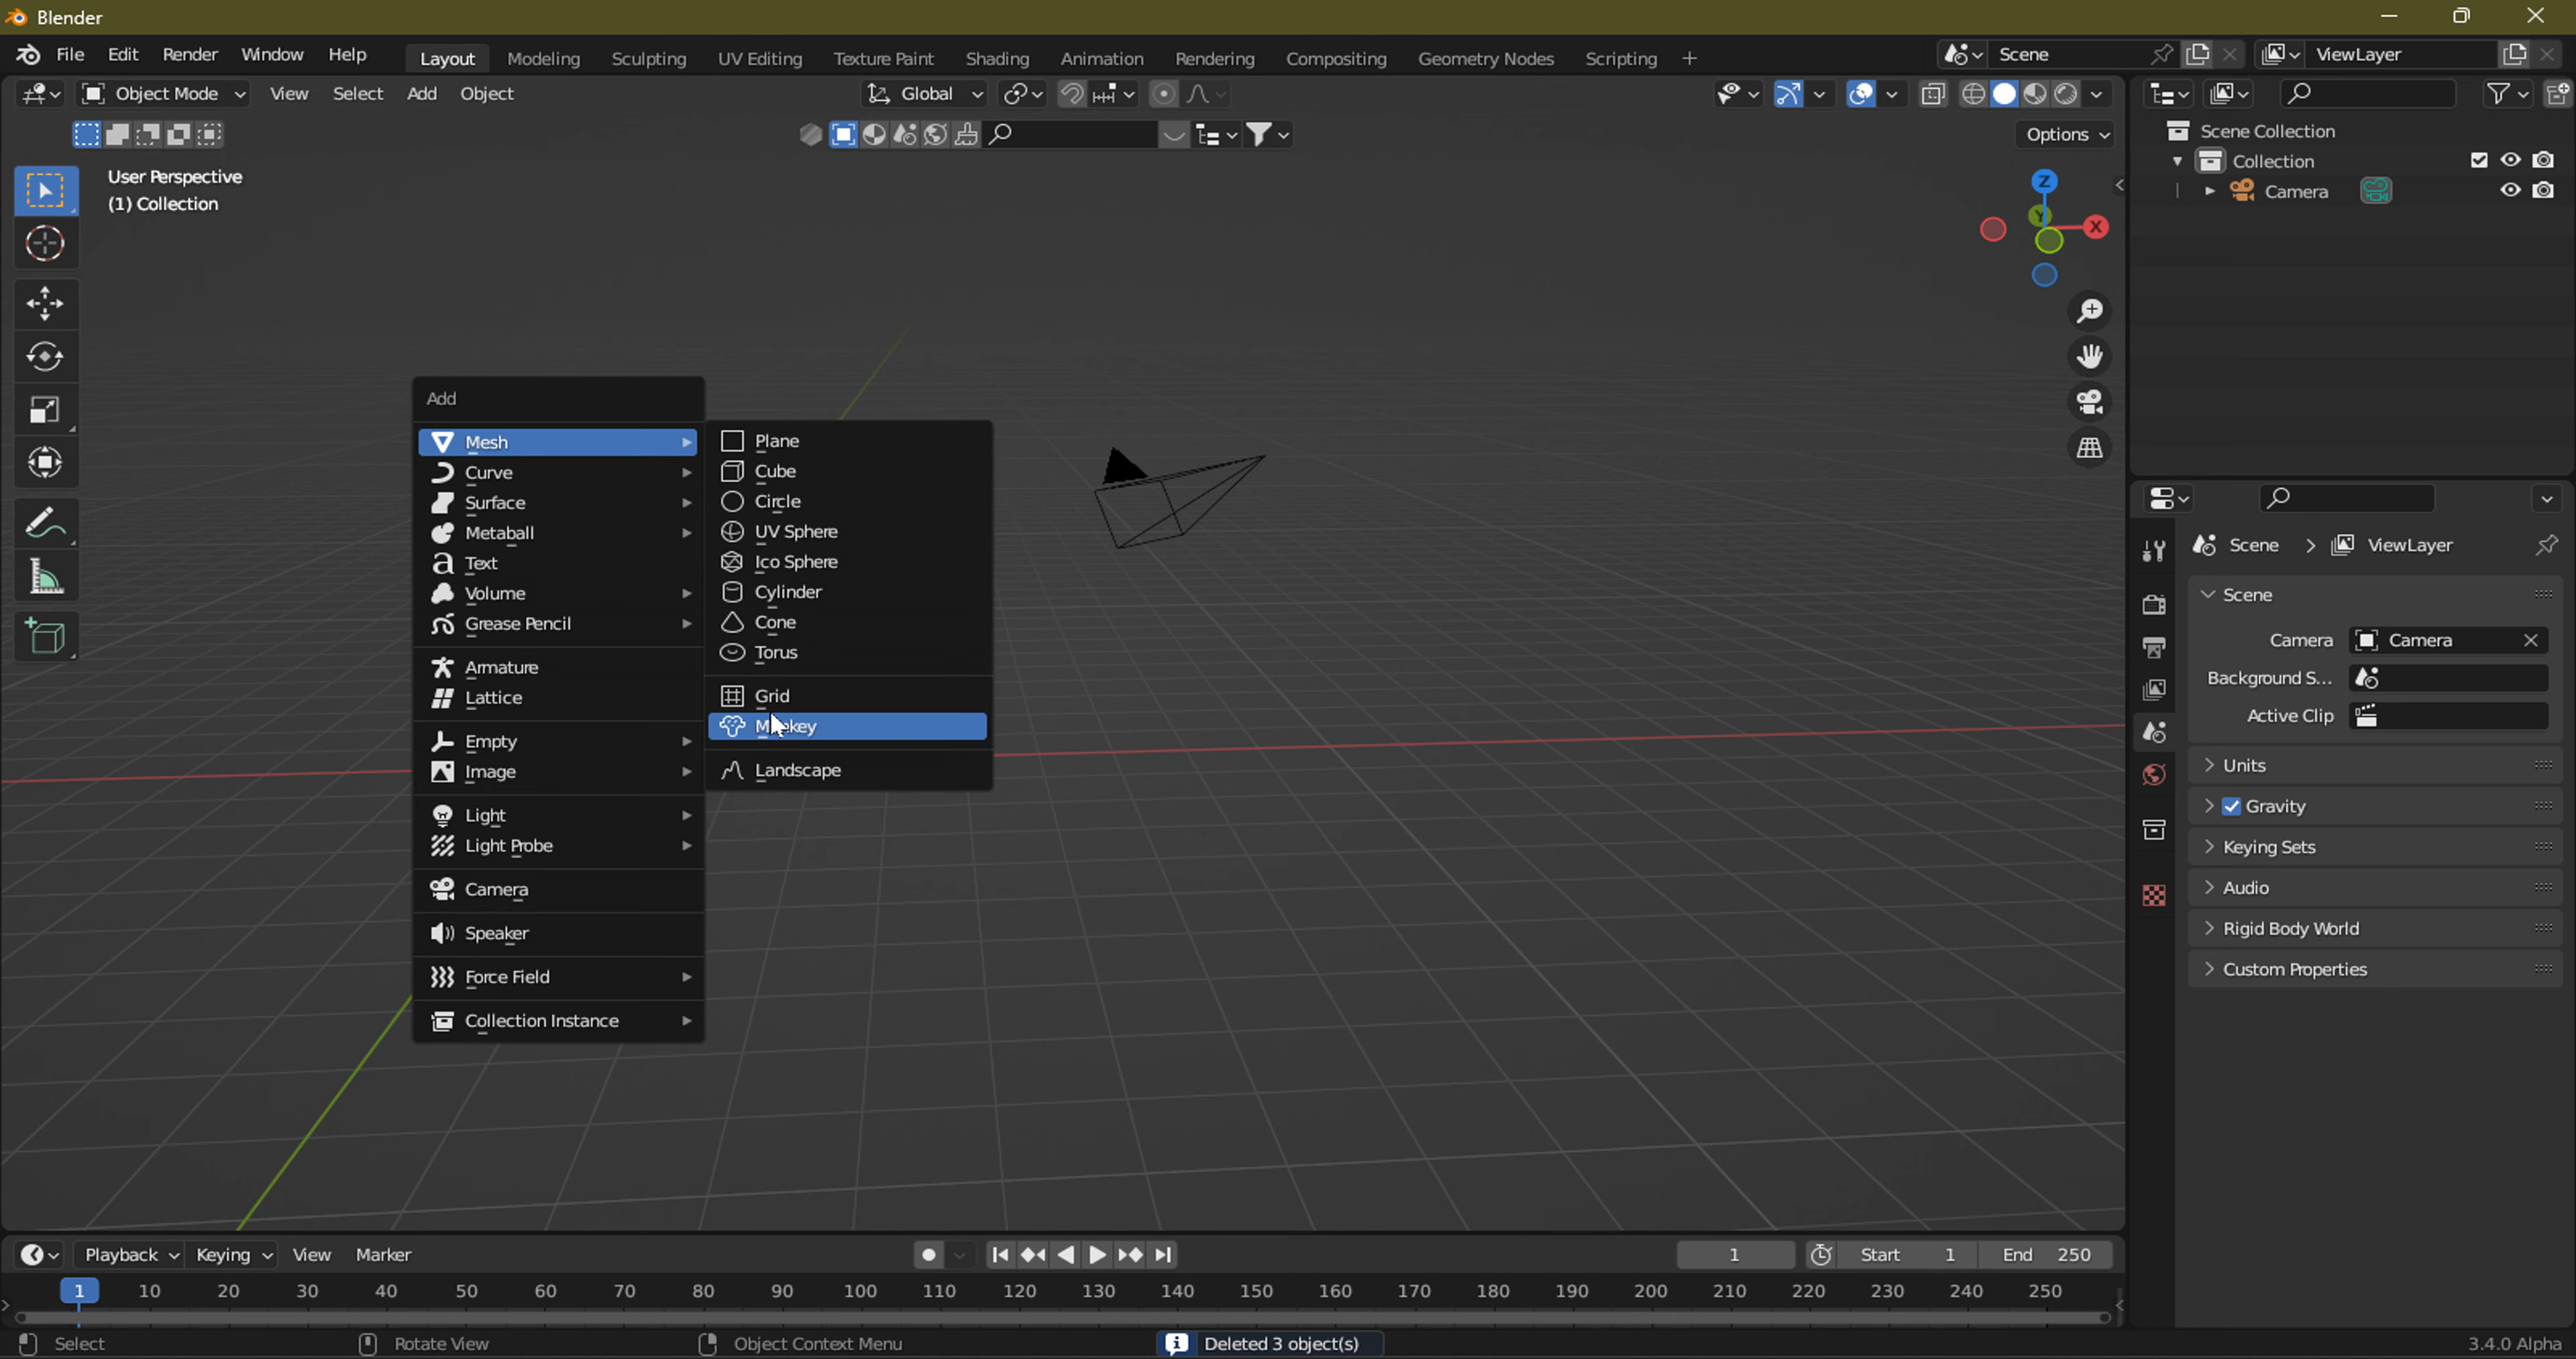 Blender
File Edit Render Window Help Layout Modeling Sculpting UV Editing Texture Paint Shading Animation Rendering Compositing Geometry Nodes Scripting + Scene ViewLayer
Object Mode View Select Add Object Global
Options
User Perspective
(1) Collection
Z
Y
X
Add
Mesh
Curve
Surface
Metaball
Text
Volume
Grease Pencil
Armature
Lattice
Empty
Image
Light
Light Probe
Camera
Speaker
Force Field
Collection Instance
Plane
Cube
Circle
UV Sphere
Ico Sphere
Cylinder
Cone
Torus
Grid
Monkey
Landscape
Scene Collection
Collection
Camera
Scene > ViewLayer
Scene
Camera Camera
Background S...
Active Clip
Units
Gravity
Keying Sets
Audio
Rigid Body World
Custom Properties
Playback Keying View Marker 1 Start 1 End 250
1 10 20 30 40 50 60 70 80 90 100 110 120 130 140 150 160 170 180 190 200 210 220 230 240 250
Select Rotate View Object Context Menu Deleted 3 object(s) 3.4.0 Alpha